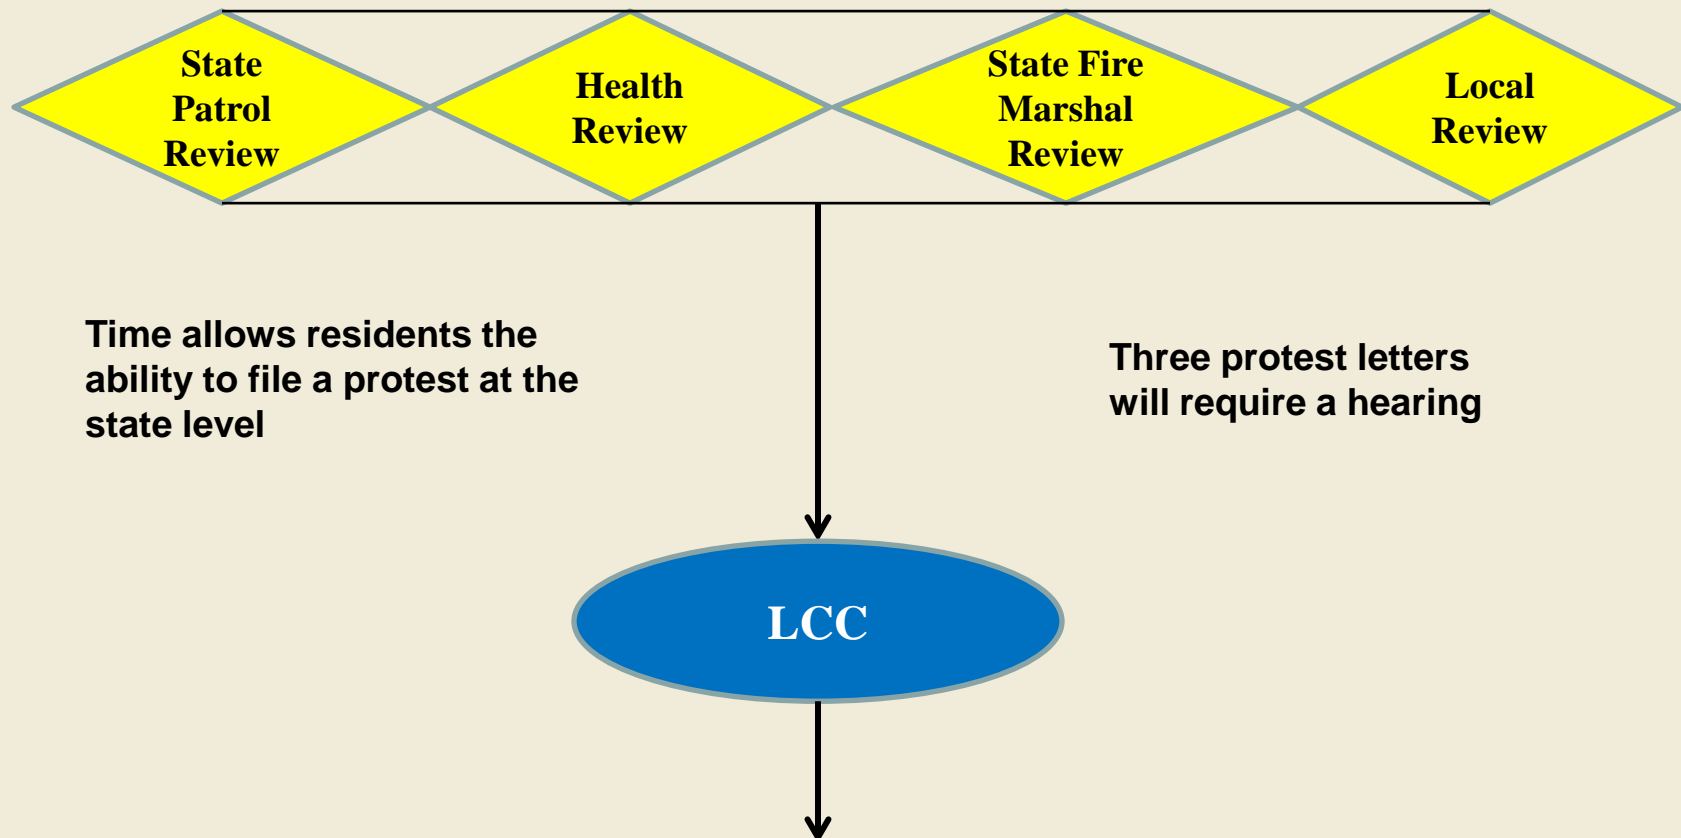 State
Patrol
Review
Health
Review
State Fire
Marshal
Review
Local
Review
Time allows residents the
ability to file a protest at the
state level
Three protest letters
will require a hearing
LCC